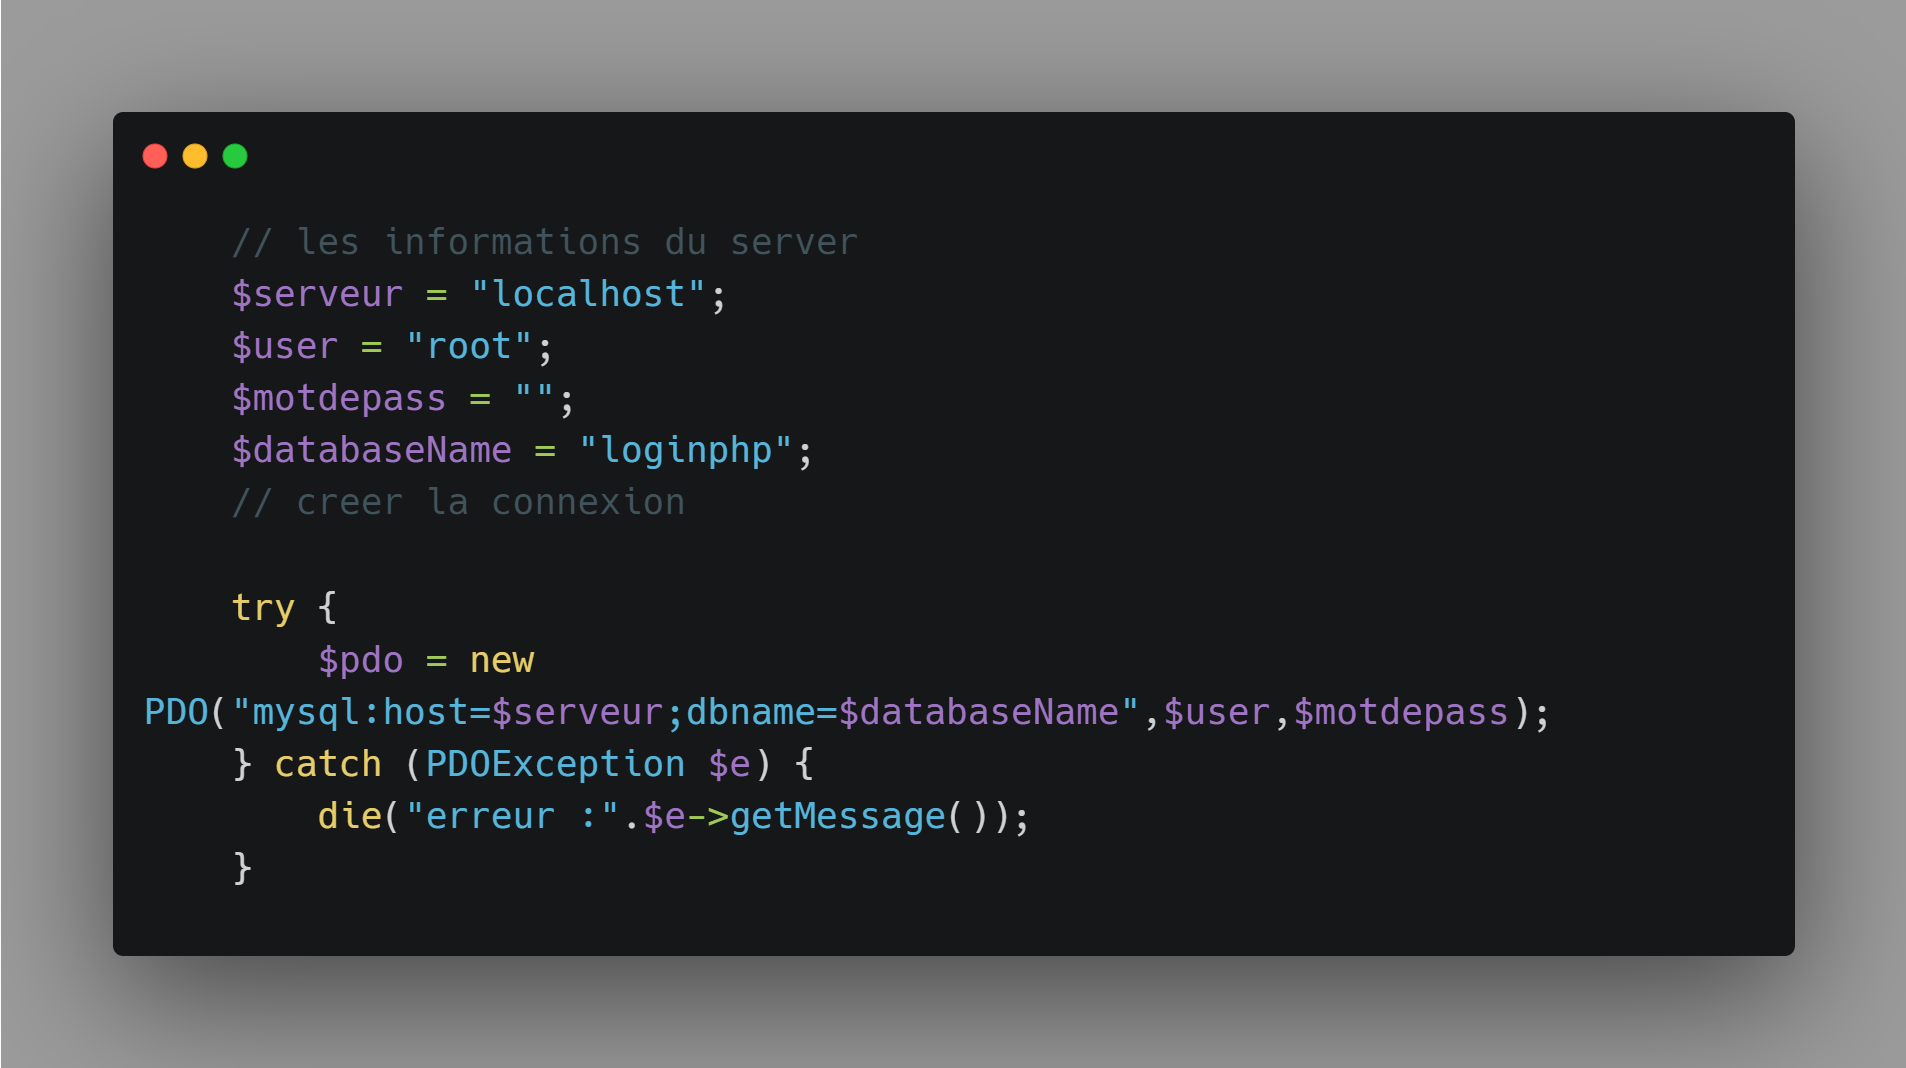 // les informations du server
$serveur = "localhost";
$user = "root";
$motdepass = "";
$databaseName = "loginphp";
// creer la connexion
try {
$pdo = new
PDO("mysql:host=$serveur;dbname=$databaseName",$user,$motdepass);
} catch (PDOException $e) {
die("erreur :".$e->getMessage());
}